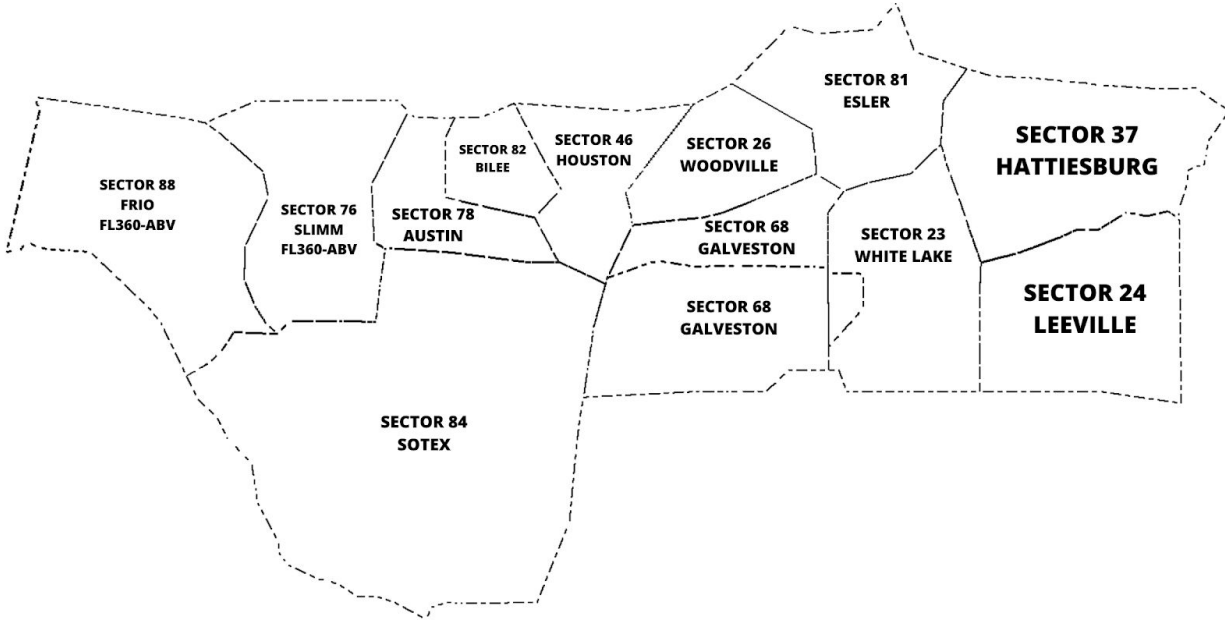 SECTOR 81
ESLER
SECTOR 37
HATTIESBURG
SECTOR 46
HOUSTON
SECTOR 26
WOODVILLE
SECTOR 82
BILEE
SECTOR 88
FRIO
FL360-ABV
SECTOR 76
SLIMM
FL360-ABV
SECTOR 78
AUSTIN
SECTOR 68
GALVESTON
SECTOR 23
WHITE LAKE
SECTOR 24
LEEVILLE
SECTOR 68
GALVESTON
SECTOR 84
SOTEX